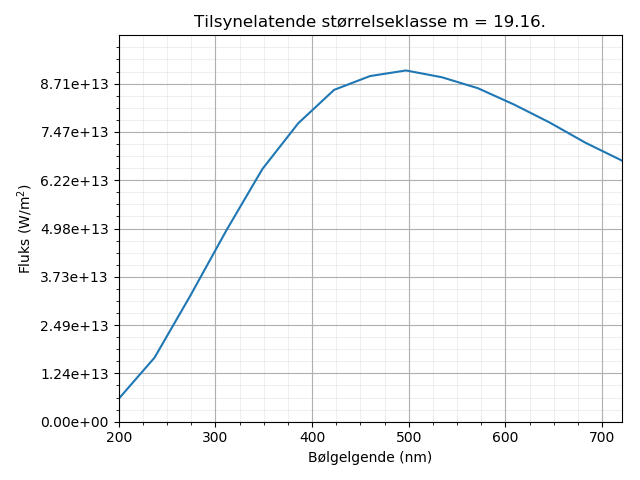 Tilsynelatende størrelseklasse m = 19.16.
8.71e+13
7.47e+13
6.22e+13
4.98e+13
3.73e+13
2.49e+13
1.24e+13
0.00e+00
Fluks (W/m²)
200 300 400 500 600 700
Bølgelgende (nm)